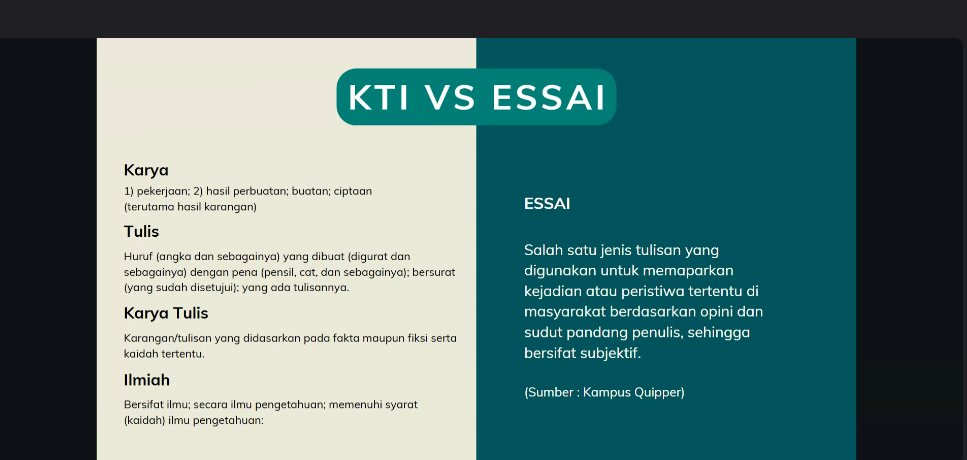 KTI VS ESSAI
Karya
1) pekerjaan; 2) hasil perbuatan; buatan; ciptaan
(terutama hasil karangan)
Tulis
Huruf (angka dan sebagainya) yang dibuat (digurat dan
sebagainya) dengan pena (pensil, cat, dan sebagainya); bersurat
(yang sudah disetujui); yang ada tulisannya.
Karya Tulis
Karangan/tulisan yang didasarkan pada fakta maupun fiksi serta
kaidah tertentu.
Ilmiah
Bersifat ilmu; secara ilmu pengetahuan; memenuhi syarat
(kaidah) ilmu pengetahuan:
ESSAI
Salah satu jenis tulisan yang
digunakan untuk memaparkan
kejadian atau peristiwa tertentu di
masyarakat berdasarkan opini dan
sudut pandang penulis, sehingga
bersifat subjektif.
(Sumber : Kampus Quipper)